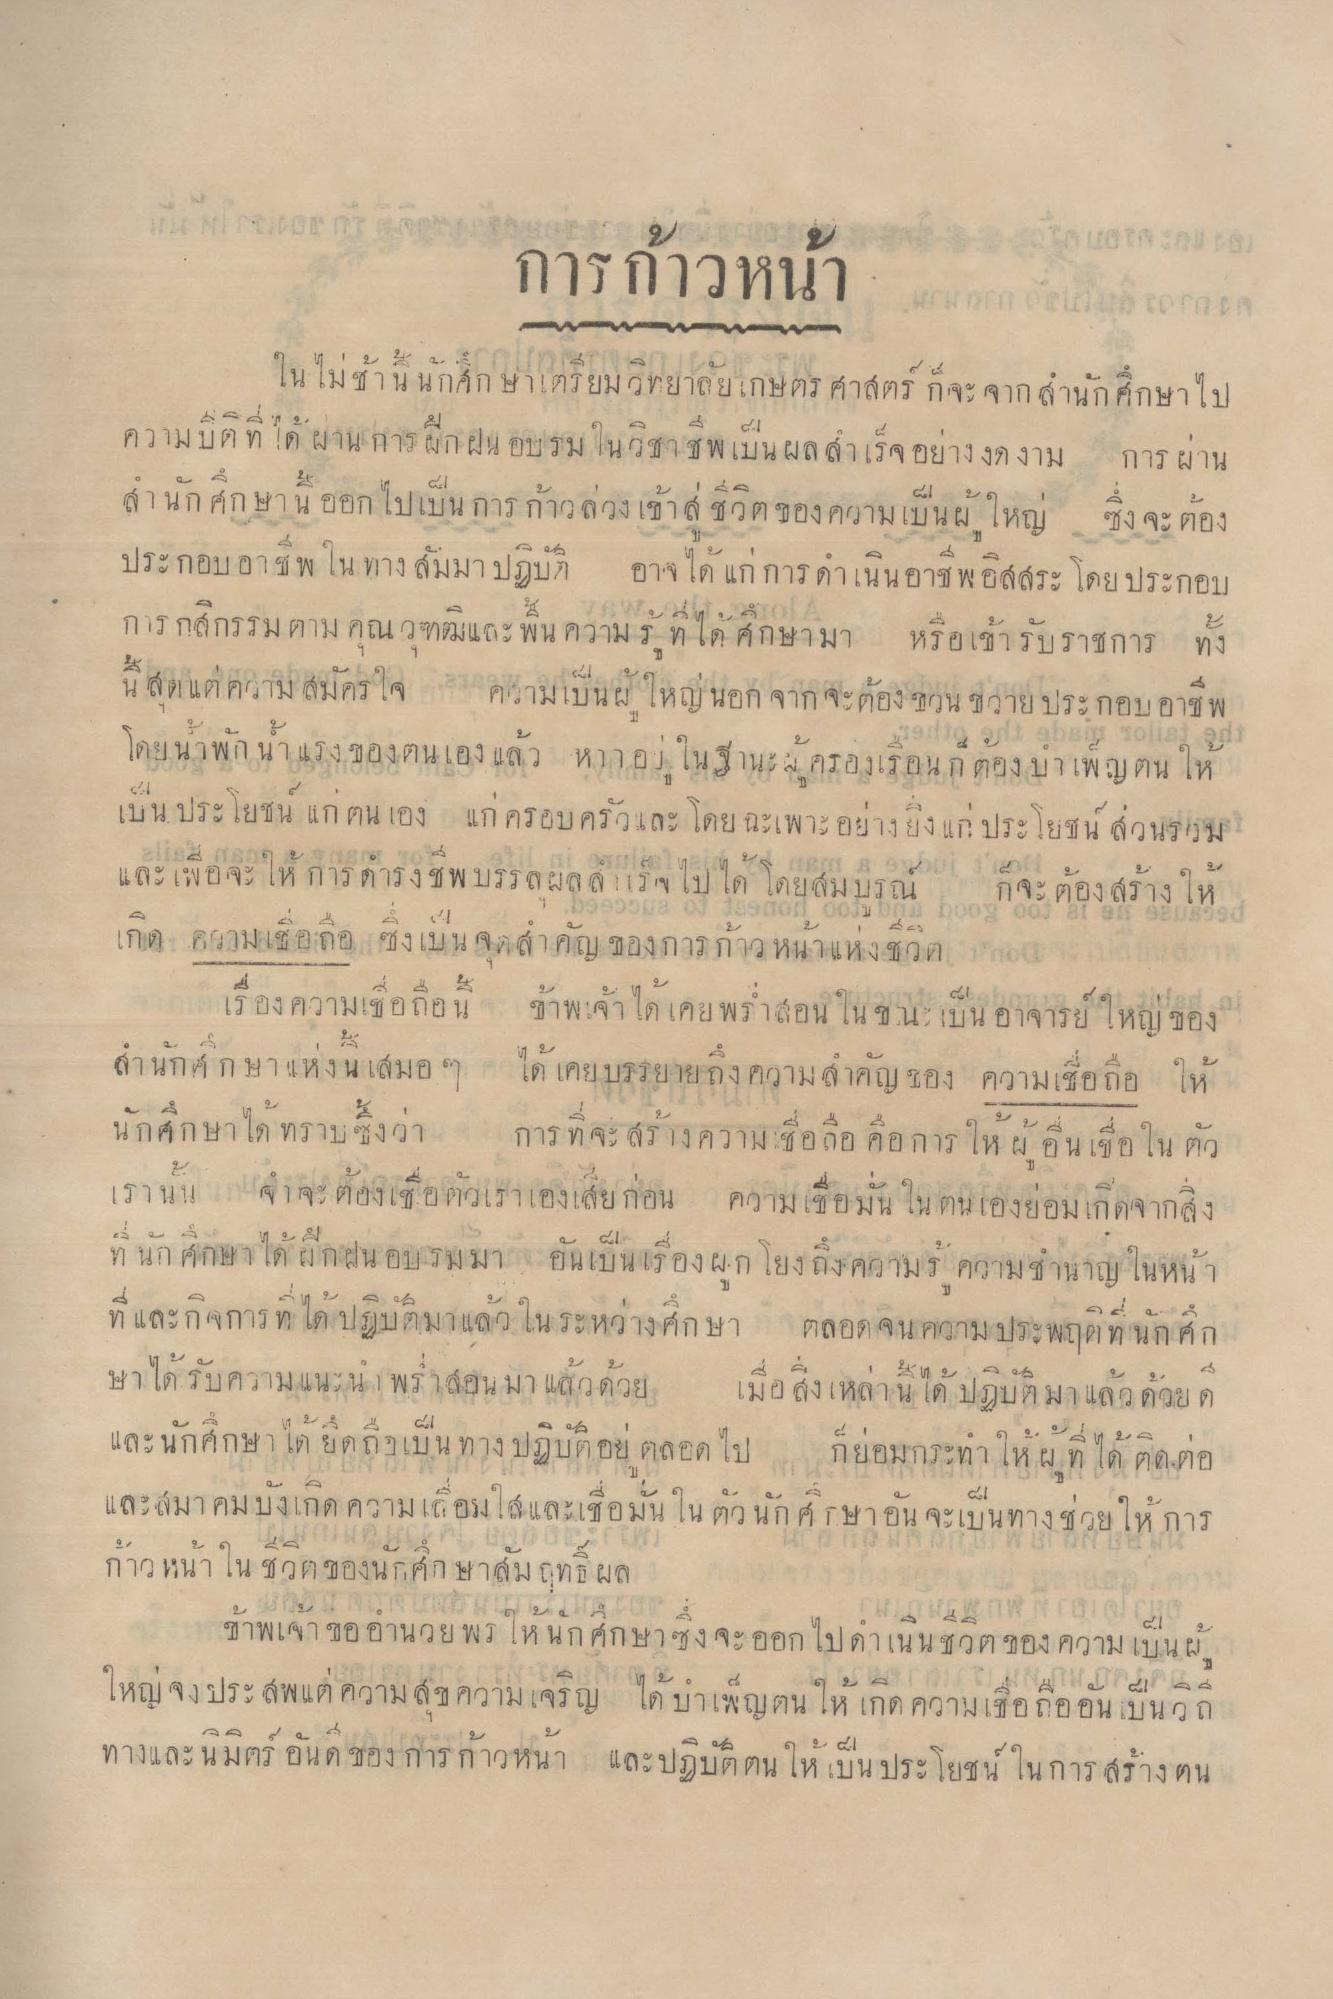 การก้าวหน้า
ในไม่ช้านี้นักศึกษาเตรียมวิทยาลัยเกษตรศาสตร์ ก็จะจากสำนักศึกษาไป
ความปีติที่ได้ผ่านการฝึกฝนอบรมในวิชาชีพเป็นผลสำเร็จอย่างงดงาม การผ่าน
สำนักศึกษานี้ออกไปเป็นการก้าวล่วงเข้าสู่ชีวิตของความเป็นผู้ใหญ่ ซึ่งจะต้อง
ประกอบอาชีพในทางสัมมาปฏิบัติ อาจได้แก่การดำเนินอาชีพอิสสระโดยประกอบ
การกสิกรรมตามคุณวุฑฒิและพื้นความรู้ที่ได้ศึกษามา หรือเข้ารับราชการ ทั้ง
นี้สุดแต่ความสมัครใจ ความเป็นผู้ใหญ่นอกจากจะต้องขวนขวายประกอบอาชีพ
โดยน้ำพักน้ำแรงของตนเองแล้ว หากอยู่ในฐานะผู้ครองเรือนก็ต้องบำเพ็ญตนให้
เป็นประโยชน์แก่ตนเอง แก่ครอบครัวและโดยฉะเพาะอย่างยิ่งแก่ประโยชน์ส่วนรวม
และเพื่อจะให้การดำรงชีพบรรลุผลสำเร็จไปได้โดยสมบูรณ์ ก็จะต้องสร้างให้
เกิด ความเชื่อถือ ซึ่งเป็นจุดสำคัญของการก้าวหน้าแห่งชีวิต
เรื่องความเชื่อถือนี้ ข้าพเจ้าได้เคยพร่ำสอนในขณะเป็นอาจารย์ใหญ่ของ
สำนักศึกษาแห่งนี้เสมอๆ ได้เคยบรรยายถึงความสำคัญของ ความเชื่อถือ ให้
นักศึกษาได้ทราบซึ้งว่า การที่จะสร้างความเชื่อถือ คือการให้ผู้อื่นเชื่อในตัว
เรานั้น จำจะต้องเชื่อตัวเราเองเสียก่อน ความเชื่อมั่นในตนเองย่อมเกิดจากสิ่ง
ที่นักศึกษาได้ฝึกฝนอบรมมา อันเป็นเรื่องผูกโยงถึงความรู้ความชำนาญในหน้า
ที่และกิจการที่ได้ปฏิบัติมาแล้วในระหว่างศึกษา ตลอดจนความประพฤติที่นักศึก
ษาได้รับความแนะนำพร่ำสอนมาแล้วด้วย เมื่อสิ่งเหล่านี้ได้ปฏิบัติมาแล้วด้วยดี
และนักศึกษาได้ยึดถือเป็นทางปฏิบัติอยู่ตลอดไป ก็ย่อมกระทำให้ผู้ที่ได้ติดต่อ
และสมาคมบังเกิดความเลื่อมใสและเชื่อมั่นในตัวนักศึกษาอันจะเป็นทางช่วยให้การ
ก้าวหน้าในชีวิตของนักศึกษาสัมฤทธิ์ผล
ข้าพเจ้าขออำนวยพรให้นักศึกษาซึ่งจะออกไปดำเนินชีวิตของความเป็นผู้
ใหญ่จงประสพแต่ความสุขความเจริญ ได้บำเพ็ญตนให้เกิดความเชื่อถืออันเป็นวิถี
ทางและนิมิตร์อันดีของการก้าวหน้า และปฏิบัติตนให้เป็นประโยชน์ในการสร้างตน